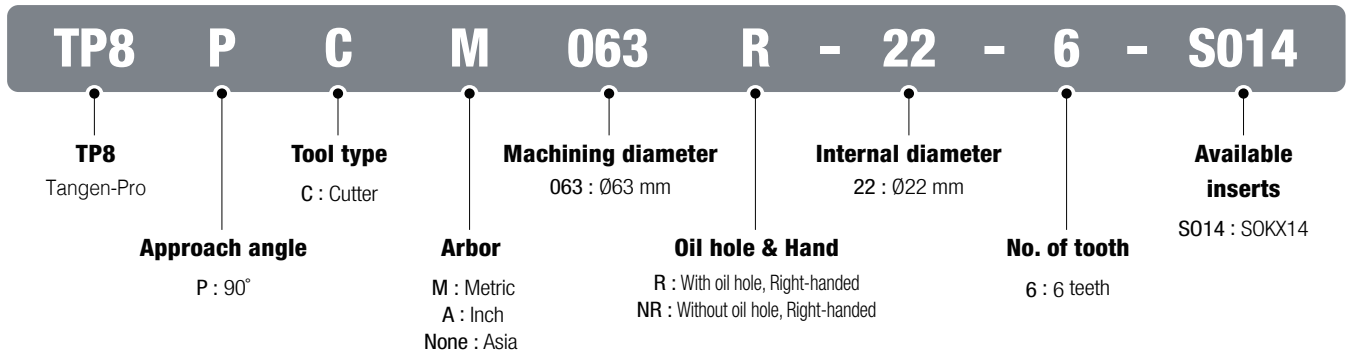 TP8 P C M 063 R - 22 - 6 - S014
TP8
Tangen-Pro
Approach angle
P : 90˚
Tool type
C : Cutter
Arbor
M : Metric
A : Inch
None : Asia
Machining diameter
063 : Ø63 mm
Oil hole & Hand
R : With oil hole, Right-handed
NR : Without oil hole, Right-handed
Internal diameter
22 : Ø22 mm
No. of tooth
6 : 6 teeth
Available
inserts
S014 : SOKX14